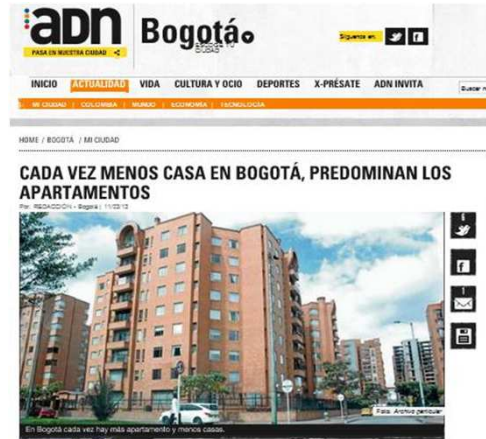 adn
PASA EN NUESTRA CIUDAD
Bogotá
Síguenos en:
INICIO ACTUALIDAD VIDA CULTURA Y OCIO DEPORTES X-PRÉSATE ADN INVITA
MI CIUDAD | COLOMBIA | MUNDO | ECONOMÍA | TECNOLOGÍA
HOME / BOGOTÁ / MI CIUDAD
CADA VEZ MENOS CASA EN BOGOTÁ, PREDOMINAN LOS
APARTAMENTOS
Por: REDACCIÓN - Bogotá |
Foto: Archivo particular
En Bogotá cada vez hay más apartamento y menos casas.